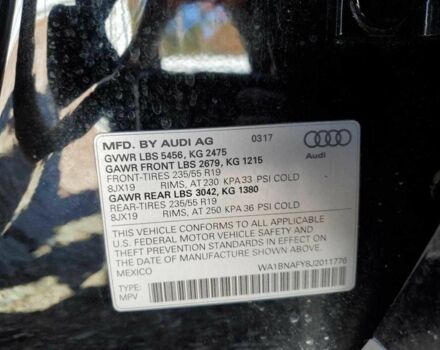 MFD. BY AUDI AG 0317
GVWR LBS 5456, KG 2475
GAWR FRONT LBS 2679, KG 1215
FRONT-TIRES 235/55 R19
8JX19 RIMS, AT 230 KPA 33 PSI COLD
GAWR REAR LBS 3042, KG 1380
REAR-TIRES 235/55 R19
8JX19 RIMS, AT 250 KPA 36 PSI COLD
Audi
THIS VEHICLE CONFORMS TO ALL APPLICABLE
U.S. FEDERAL MOTOR VEHICLE SAFETY AND
THEFT PREVENTION STANDARDS IN EFFECT ON
THE DATE OF MANUFACTURE SHOWN ABOVE.
MEXICO WA1BNAFY8J2011776
TYPE:
MPV